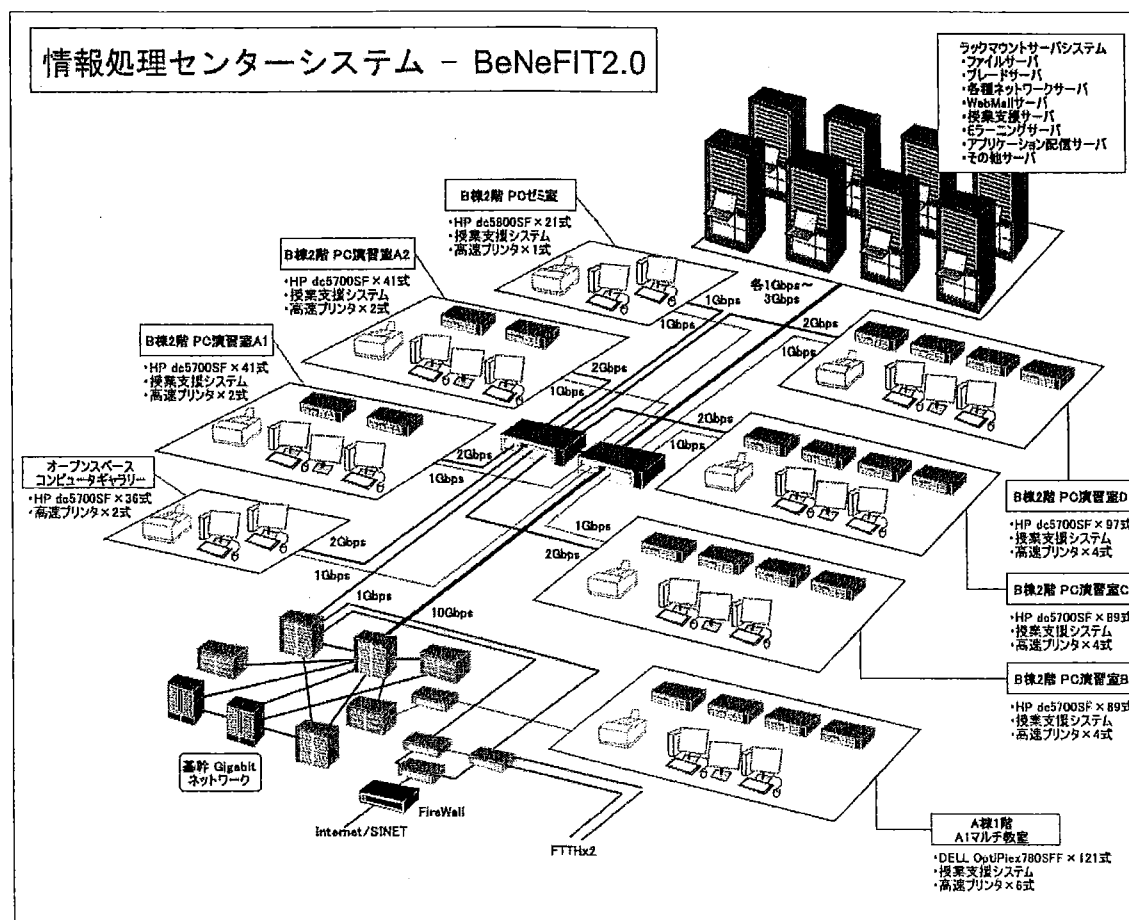 情報処理センターシステム － BeNeFIT2.0
ラックマウントサーバシステム
・ファイルサーバ
・ブレードサーバ
・各種ネットワークサーバ
・WebMailサーバ
・授業支援サーバ
・Eラーニングサーバ
・アプリケーション配信サーバ
・その他サーバ
B棟2階 PCゼミ室
・HP dc5800SF×21式
・授業支援システム
・高速プリンタ×1式
B棟2階 PC演習室A2
・HP dc5700SF×41式
・授業支援システム
・高速プリンタ×2式
B棟2階 PC演習室A1
・HP dc5700SF×41式
・授業支援システム
・高速プリンタ×2式
オープンスペース
コンピュータギャラリー
・HP dc5700SF×36式
・高速プリンタ×2式
各1Gbps～
3Gbps
1Gbps
1Gbps
2Gbps
1Gbps
2Gbps
1Gbps
2Gbps
1Gbps
2Gbps
1Gbps
2Gbps
1Gbps
1Gbps
2Gbps
1Gbps
10Gbps
B棟2階 PC演習室D
・HP dc5700SF×97式
・授業支援システム
・高速プリンタ×4式
B棟2階 PC演習室C
・HP dc5700SF×89式
・授業支援システム
・高速プリンタ×4式
B棟2階 PC演習室B
・HP dc5700SF×89式
・授業支援システム
・高速プリンタ×4式
基幹 Gigabit
ネットワーク
FireWall
Internet/SINET
FTTHx2
A棟1階
A1マルチ教室
・DELL OptiPlex780SFF×121式
・授業支援システム
・高速プリンタ×6式